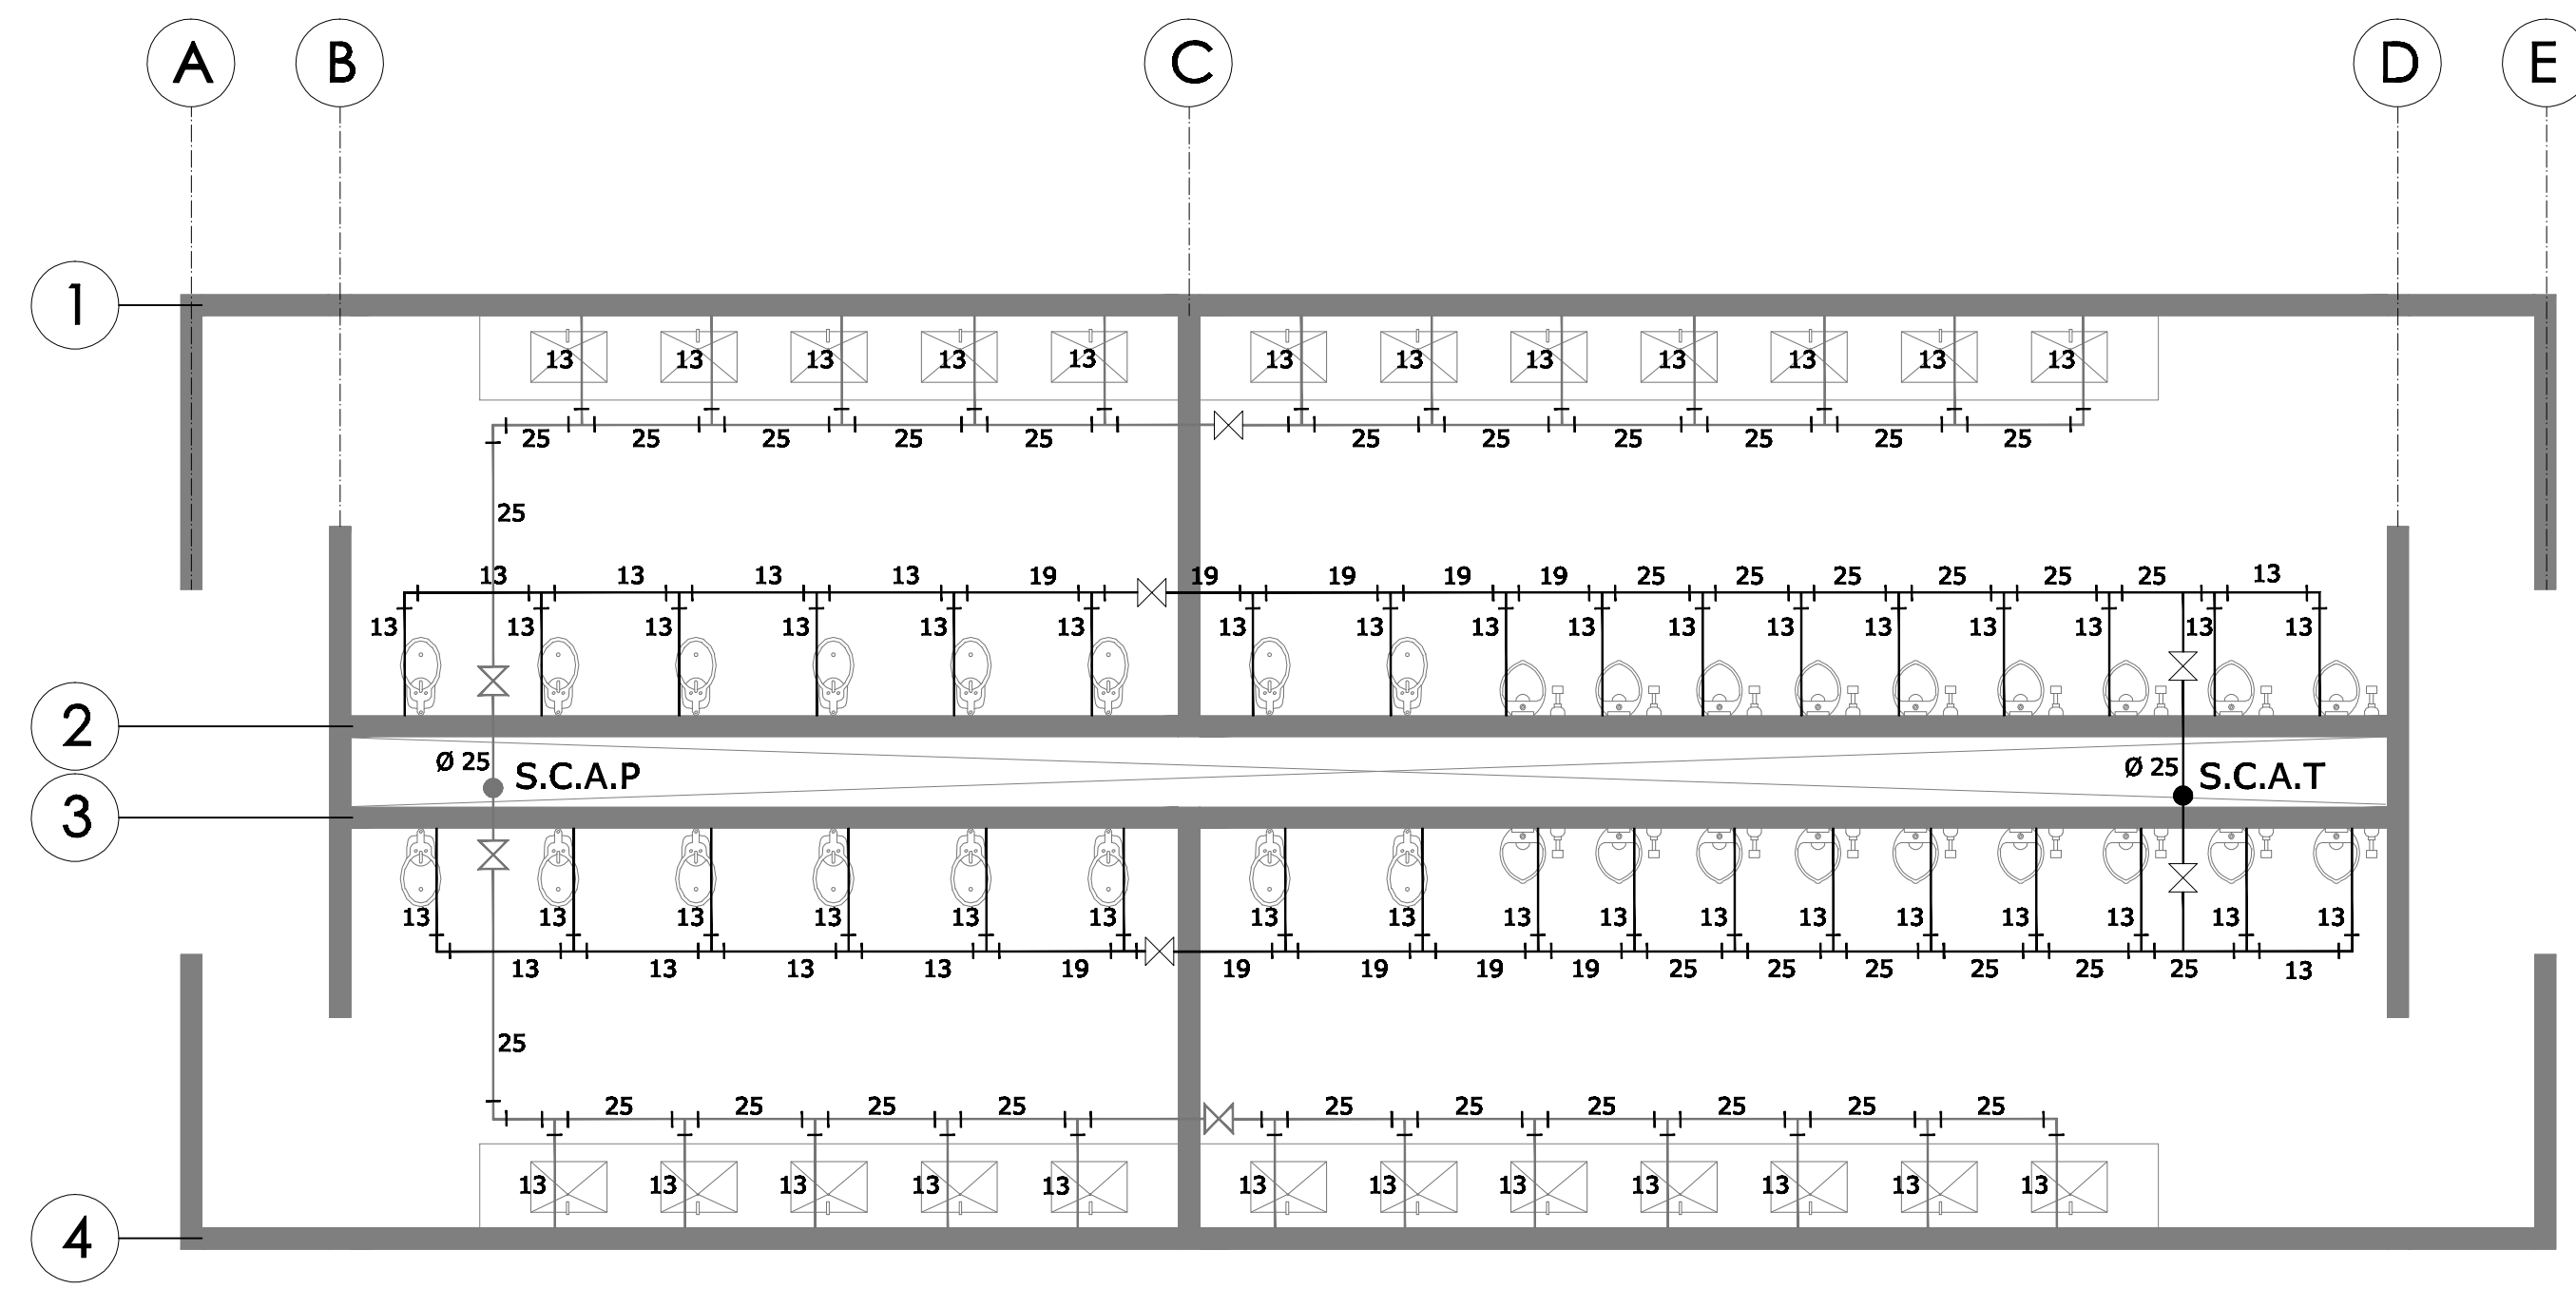 A B C D E
1
13 13 13 13 13 13 13 13 13 13 13 13
25 25 25 25 25 25 25 25 25 25 25
25
13 13 13 13 19 19 19 19 19 25 25 25 25 25 25 13
13 13 13 13 13 13 13 13 13 13 13 13 13 13 13 13 13
2
Ø 25 S.C.A.P Ø 25 S.C.A.T
3
13 13 13 13 13 13 13 13 13 13 13 13 13 13 13 13 13
13 13 13 13 19 19 19 19 19 25 25 25 25 25 25 13
25
25 25 25 25 25 25 25 25 25 25
13 13 13 13 13 13 13 13 13 13 13 13
4